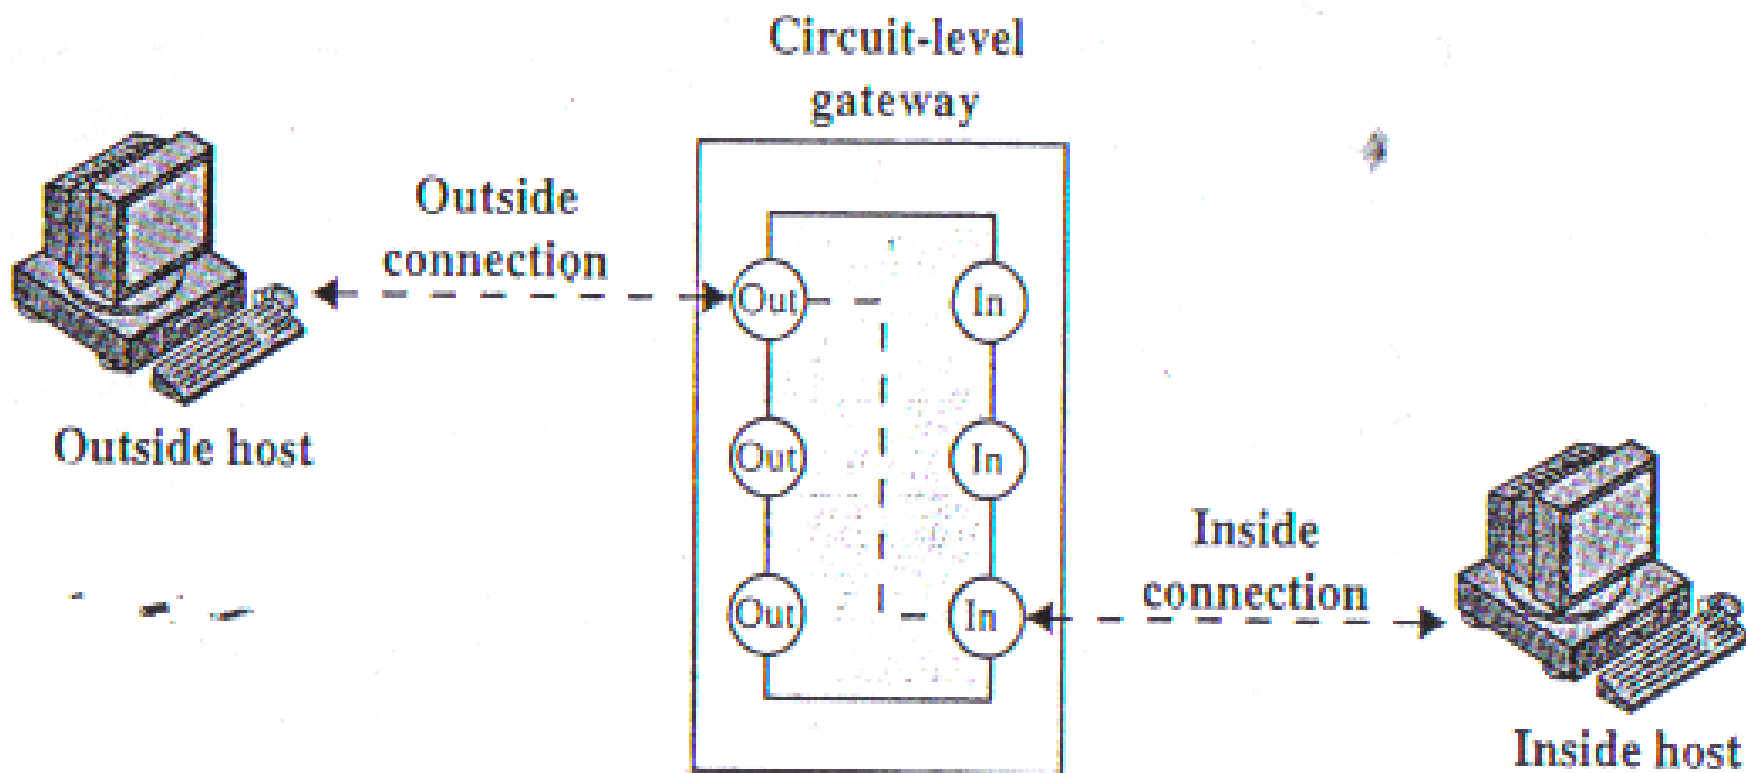 Circuit-level
gateway
Outside
connection
Out
In
Outside host
Out
In
Inside
connection
Out
In
Inside host